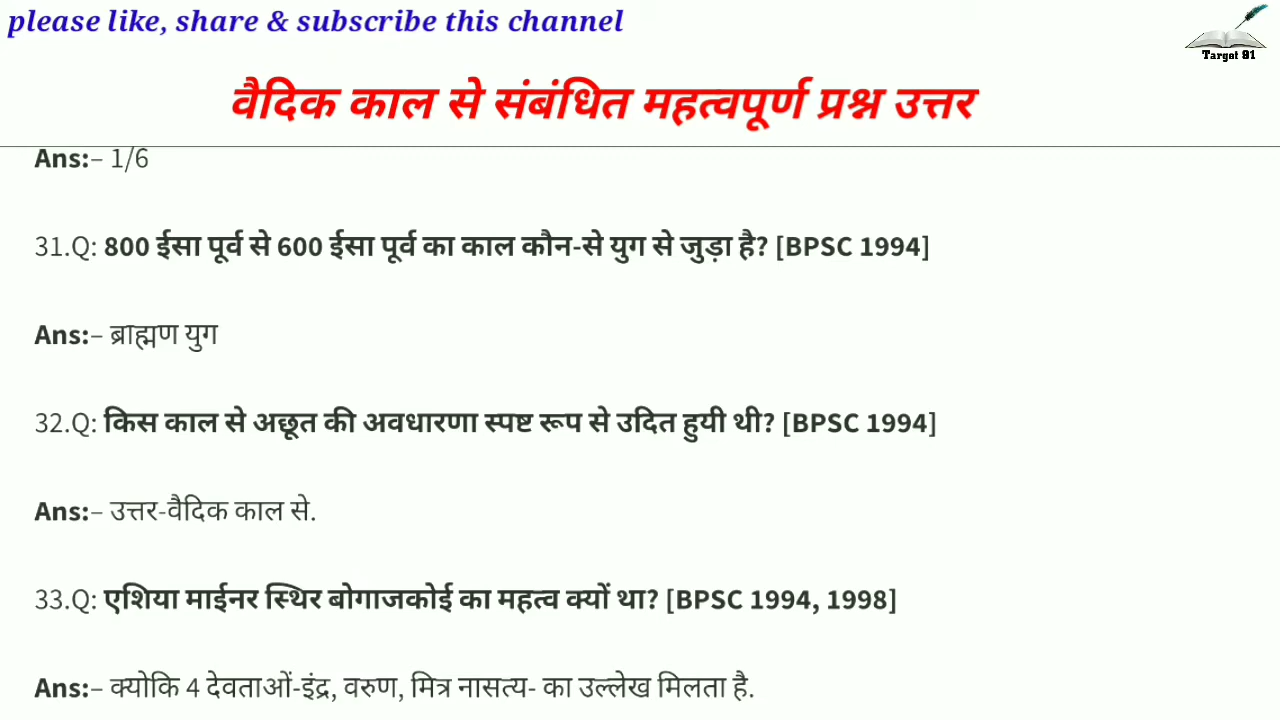 please like, share & subscribe this channel
Target 91
वैदिक काल से संबंधित महत्वपूर्ण प्रश्न उत्तर
Ans:– 1/6
31.Q: 800 ईसा पूर्व से 600 ईसा पूर्व का काल कौन-से युग से जुड़ा है? [BPSC 1994]
Ans:– ब्राह्मण युग
32.Q: किस काल से अछूत की अवधारणा स्पष्ट रूप से उदित हुयी थी? [BPSC 1994]
Ans:– उत्तर-वैदिक काल से.
33.Q: एशिया माईनर स्थिर बोगाजकोई का महत्व क्यों था? [BPSC 1994, 1998]
Ans:– क्योकि 4 देवताओं-इंद्र, वरुण, मित्र नासत्य- का उल्लेख मिलता है.